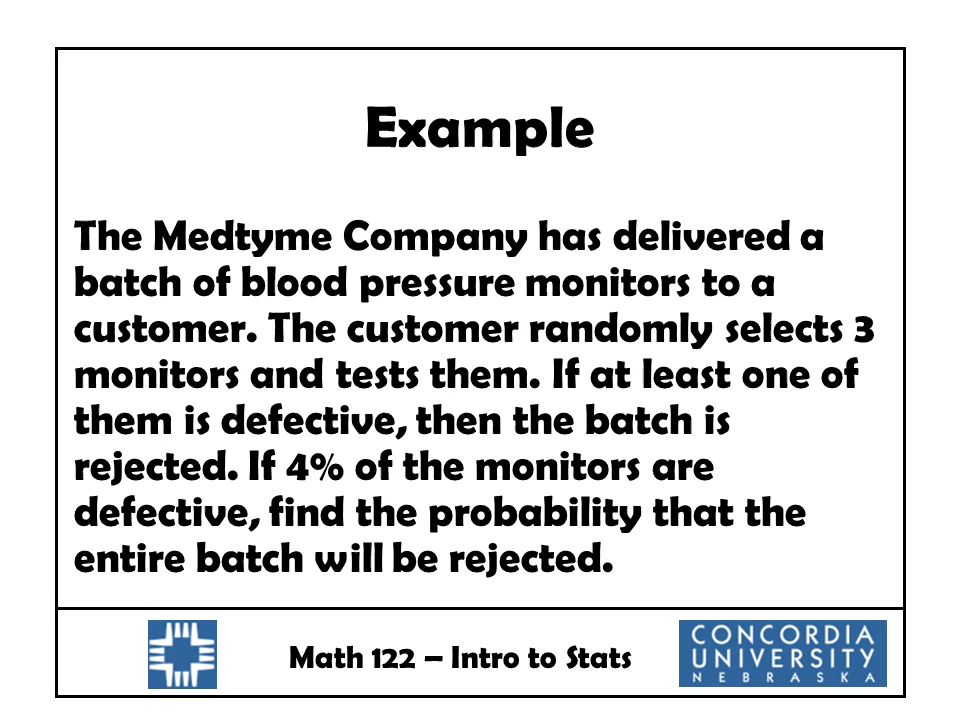 Example
The Medtyme Company has delivered a
batch of blood pressure monitors to a
customer. The customer randomly selects 3
monitors and tests them. If at least one of
them is defective, then the batch is
rejected. If 4% of the monitors are
defective, find the probability that the
entire batch will be rejected.
Math 122 – Intro to Stats
CONCORDIA
UNIVERSITY
NEBRASKA